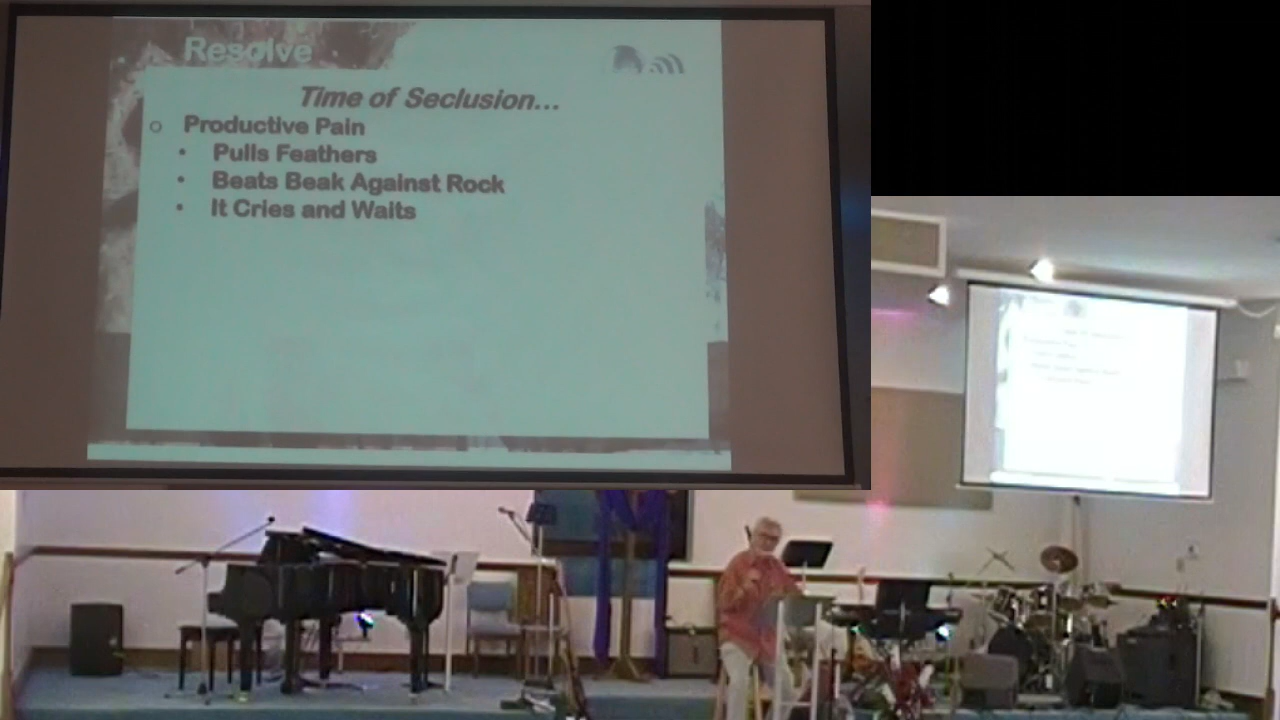 Resolve
Time of Seclusion...
Productive Pain
Pulls Feathers
Beats Beak Against Rock
It Cries and Waits